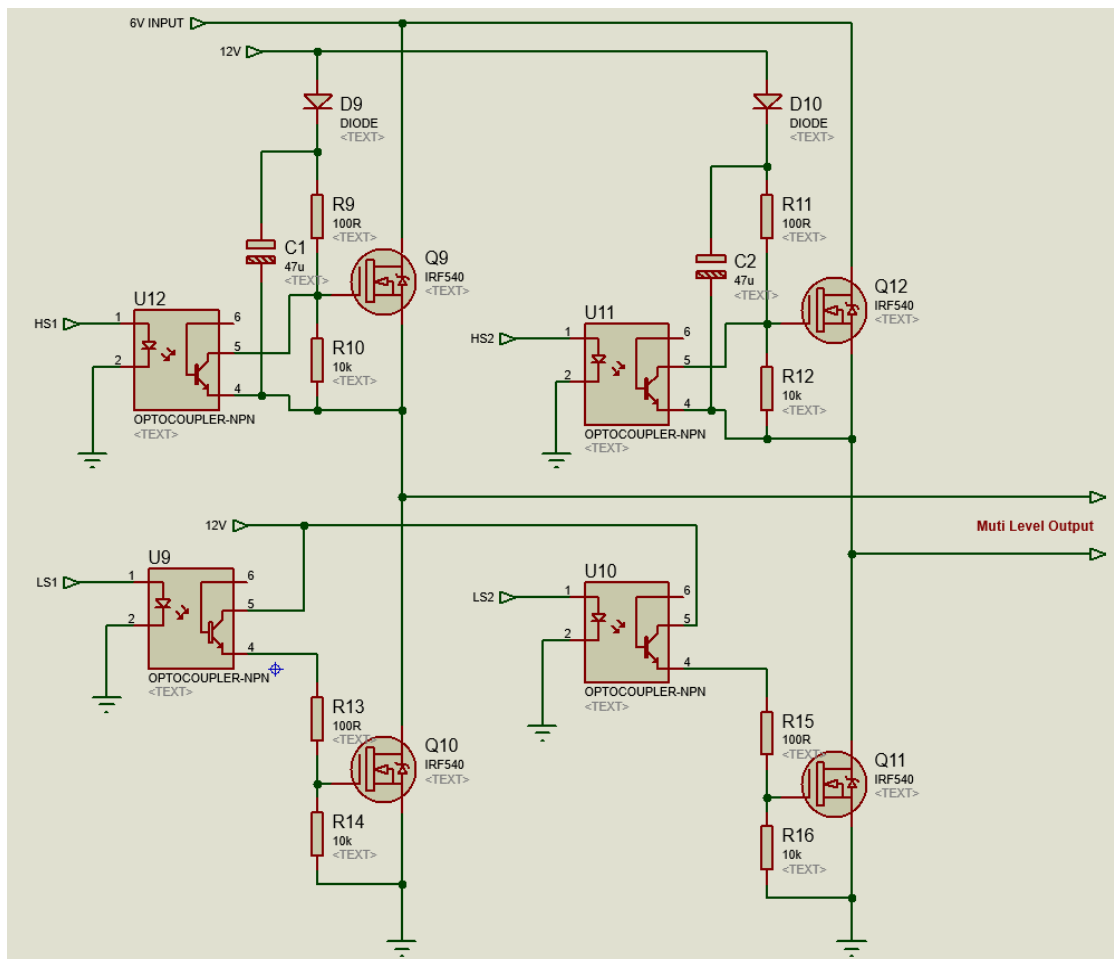 6V INPUT
12V
D9
DIODE
<TEXT>
D10
DIODE
<TEXT>
R9
100R
<TEXT>
R11
100R
<TEXT>
C1
47u
<TEXT>
Q9
IRF540
<TEXT>
C2
47u
<TEXT>
Q12
IRF540
<TEXT>
U12
HS1
1
2
6
5
4
OPTOCOUPLER-NPN
<TEXT>
R10
10k
<TEXT>
U11
HS2
1
2
6
5
4
OPTOCOUPLER-NPN
<TEXT>
R12
10k
<TEXT>
Muti Level Output
12V
U9
LS1
1
2
6
5
4
OPTOCOUPLER-NPN
<TEXT>
U10
LS2
1
2
6
5
4
OPTOCOUPLER-NPN
<TEXT>
R13
100R
<TEXT>
Q10
IRF540
<TEXT>
R14
10k
<TEXT>
R15
100R
<TEXT>
Q11
IRF540
<TEXT>
R16
10k
<TEXT>